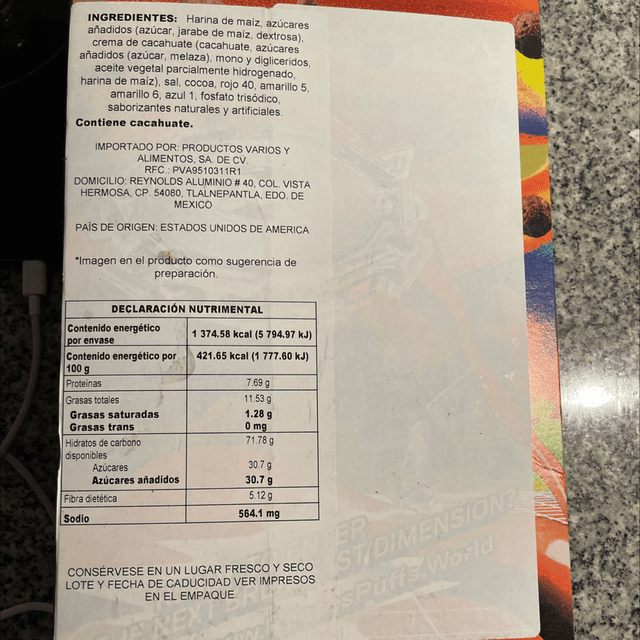 INGREDIENTES: Harina de maíz, azúcares
añadidos (azúcar, jarabe de maíz, dextrosa),
crema de cacahuate (cacahuate, azúcares
añadidos (azúcar, melaza), mono y digliceridos,
aceite vegetal parcialmente hidrogenado,
harina de maíz), sal, cocoa, rojo 40, amarillo 5,
amarillo 6, azul 1, fosfato trisódico,
saborizantes naturales y artificiales.
Contiene cacahuate.
IMPORTADO POR: PRODUCTOS VARIOS Y
ALIMENTOS, SA. DE CV.
RFC.: PVA9510311R1
DOMICILIO: REYNOLDS ALUMINIO # 40, COL. VISTA
HERMOSA, CP. 54080, TLALNEPANTLA, EDO. DE
MEXICO
PAÍS DE ORIGEN: ESTADOS UNIDOS DE AMERICA
*Imagen en el producto como sugerencia de
preparación.
DECLARACIÓN NUTRIMENTAL
Contenido energético
por envase 1 374.58 kcal (5 794.97 kJ)
Contenido energético por
100 g 421.65 kcal (1 777.60 kJ)
Proteínas 7.69 g
Grasas totales 11.53 g
Grasas saturadas 1.28 g
Grasas trans 0 mg
Hidratos de carbono
disponibles 71.78 g
Azúcares 30.7 g
Azúcares añadidos 30.7 g
Fibra dietética 5.12 g
Sodio 564.1 mg
CONSÉRVESE EN UN LUGAR FRESCO Y SECO
LOTE Y FECHA DE CADUCIDAD VER IMPRESOS
EN EL EMPAQUE.
DIMENSION?
Puffs.World